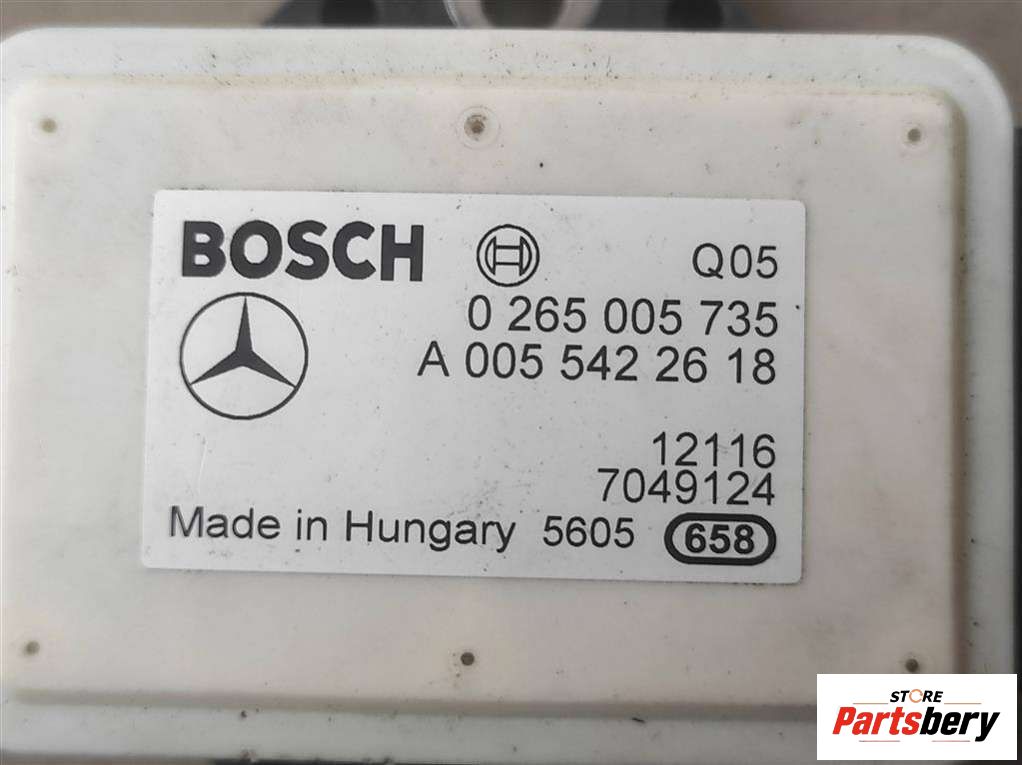 BOSCH Q05
0 265 005 735
A 005 542 26 18
12116
7049124
Made in Hungary 5605 658
STORE
Partsbery